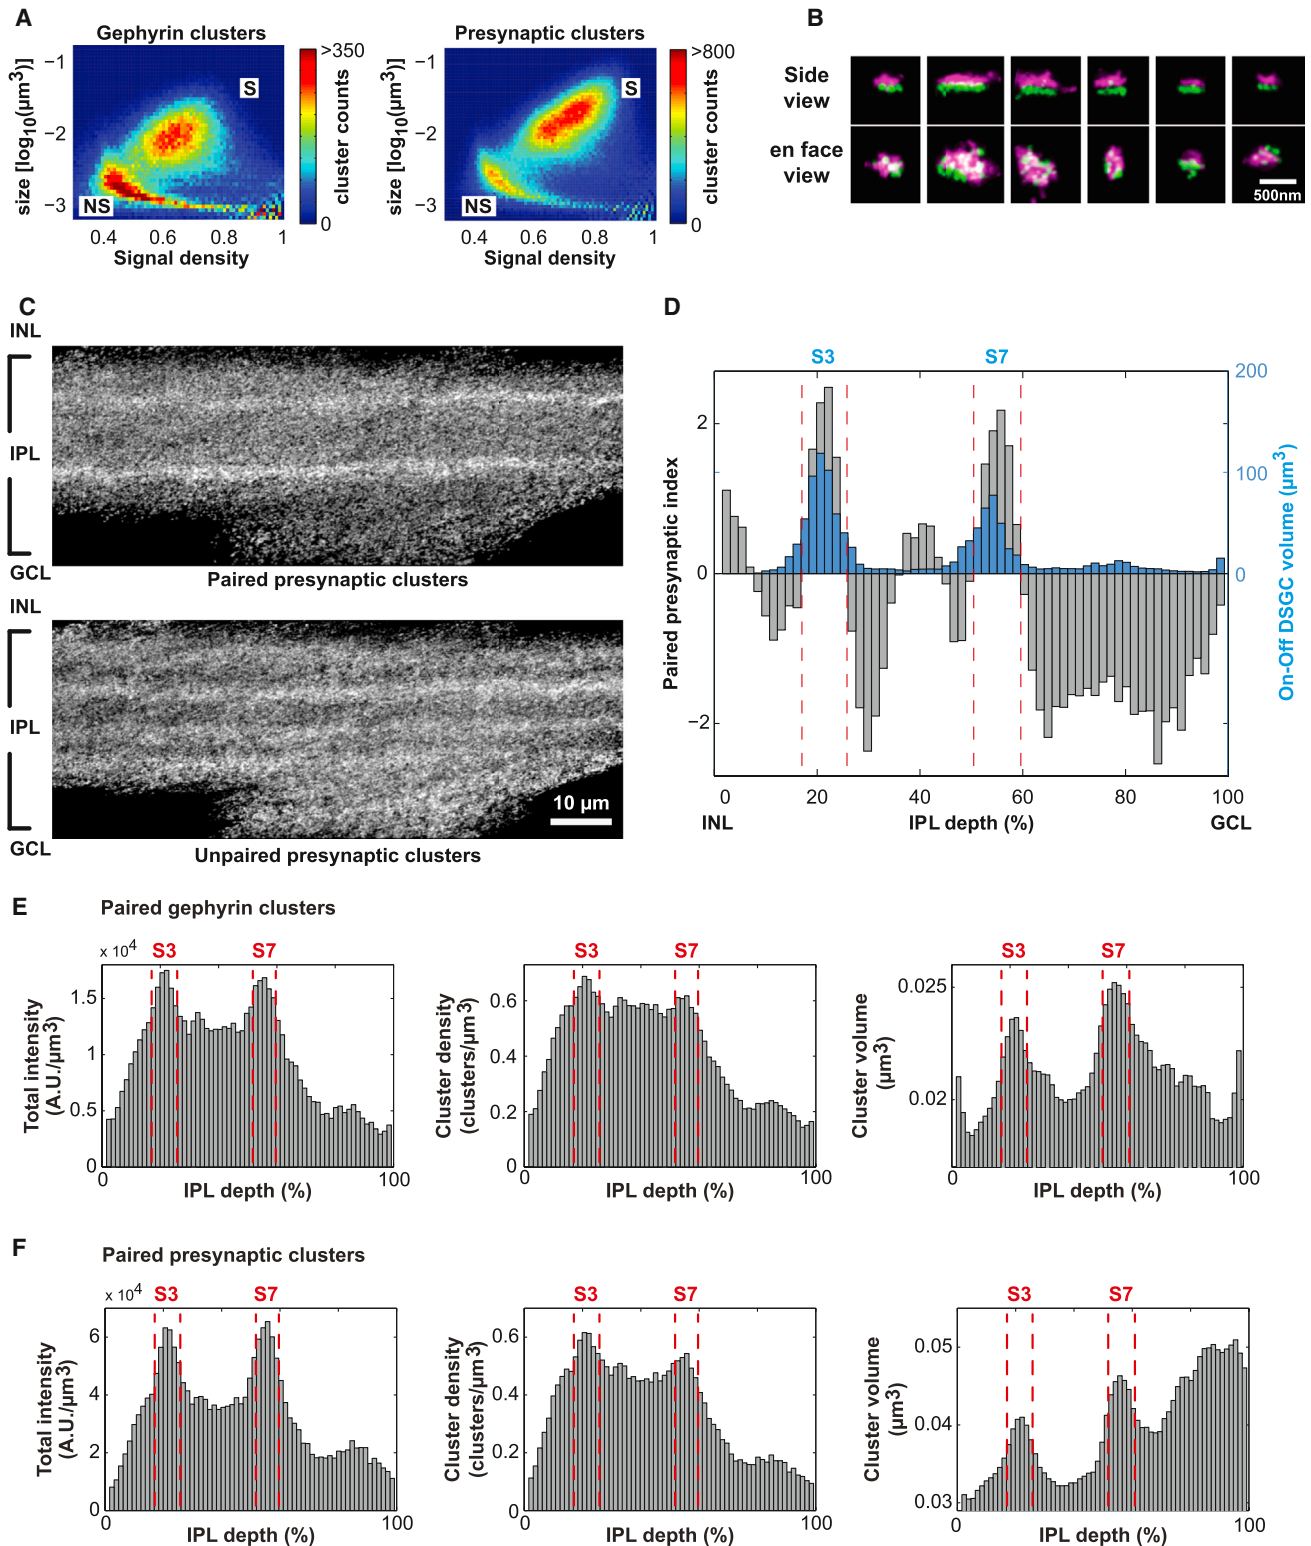 A
Gephyrin clusters
size [log10(µm3)]
−1
−2
−3
S
NS
0.4 0.6 0.8 1
Signal density
>350
cluster counts
0
Presynaptic clusters
size [log10(µm3)]
−1
−2
−3
S
NS
0.4 0.6 0.8 1
Signal density
>800
cluster counts
0
B
Side
view
en face
view
500nm
C
INL
IPL
GCL
Paired presynaptic clusters
INL
IPL
GCL
10 µm
Unpaired presynaptic clusters
D
S3 S7
Paired presynaptic index
2
0
−2
200
100
0
On-Off DSGC volume (µm3)
0 20 40 60 80 100
INL IPL depth (%) GCL
E
Paired gephyrin clusters
x 104
S3 S7
Total intensity
(A.U./µm3)
1.5
1
0.5
0
0 100
IPL depth (%)
S3 S7
Cluster density
(clusters/µm3)
0.6
0.4
0.2
0
0 100
IPL depth (%)
S3 S7
Cluster volume
(µm3)
0.025
0.02
0 100
IPL depth (%)
F
Paired presynaptic clusters
x 104
S3 S7
Total intensity
(A.U./µm3)
6
4
2
0
0 100
IPL depth (%)
S3 S7
Cluster density
(clusters/µm3)
0.6
0.4
0.2
0
0 100
IPL depth (%)
S3 S7
Cluster volume
(µm3)
0.05
0.04
0.03
0 100
IPL depth (%)